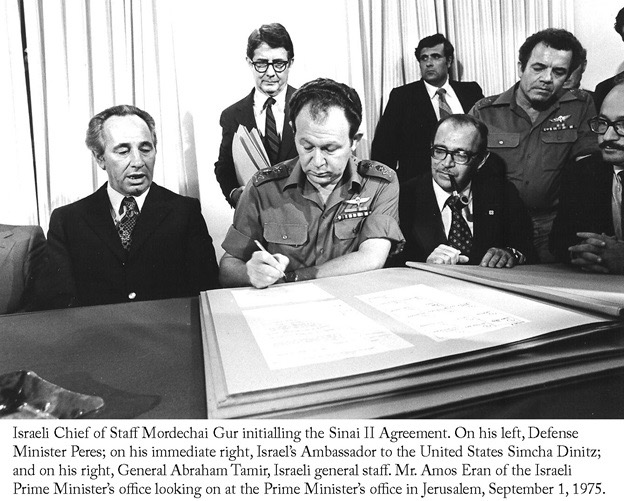 Israeli Chief of Staff Mordechai Gur initialling the Sinai II Agreement. On his left, Defense
Minister Peres; on his immediate right, Israel's Ambassador to the United States Simcha Dinitz;
and on his right, General Abraham Tamir, Israeli general staff. Mr. Amos Eran of the Israeli
Prime Minister's office looking on at the Prime Minister's office in Jerusalem, September 1, 1975.